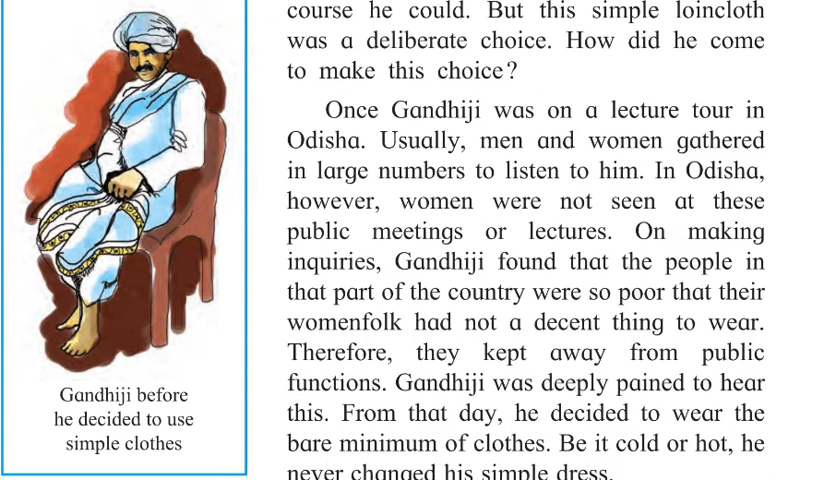 course he could. But this simple loincloth
was a deliberate choice. How did he come
to make this choice?
Once Gandhiji was on a lecture tour in
Odisha. Usually, men and women gathered
in large numbers to listen to him. In Odisha,
however, women were not seen at these
public meetings or lectures. On making
inquiries, Gandhiji found that the people in
that part of the country were so poor that their
womenfolk had not a decent thing to wear.
Therefore, they kept away from public
functions. Gandhiji was deeply pained to hear
this. From that day, he decided to wear the
bare minimum of clothes. Be it cold or hot, he
never changed his simple dress.
Gandhiji before
he decided to use
simple clothes